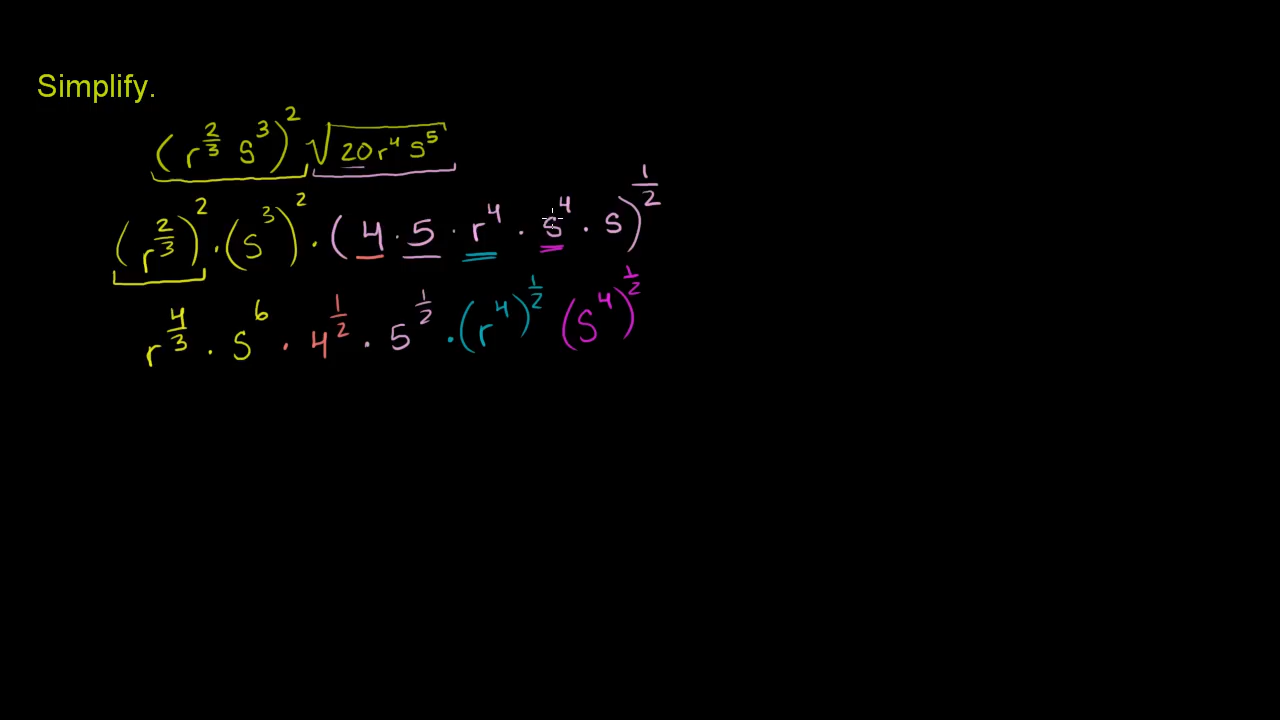 Simplify.
(r^{2/3} s^3)^2 √(20r^4 s^5)
(r^{2/3})^2 · (s^3)^2 · (4 · 5 · r^4 · s^4 · s)^{1/2}
r^{4/3} · s^6 · 4^{1/2} · 5^{1/2} · (r^4)^{1/2} (s^4)^{1/2}